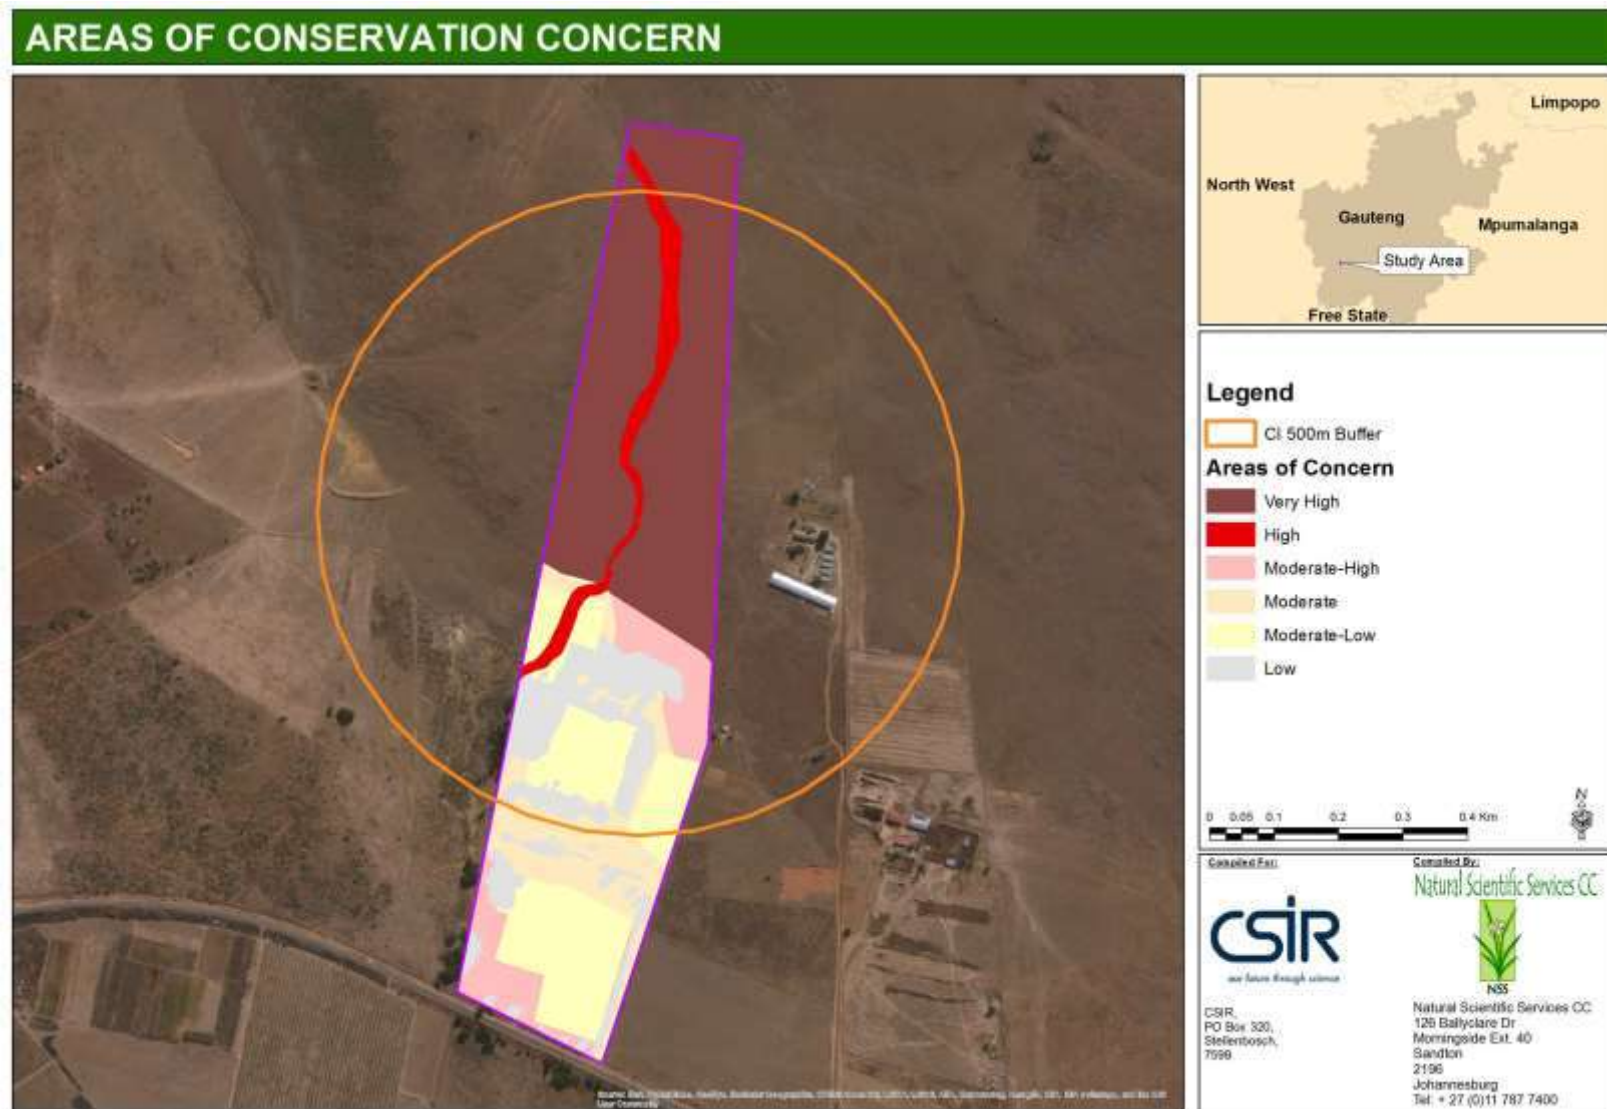 AREAS OF CONSERVATION CONCERN
Limpopo
North West
Gauteng
Mpumalanga
Study Area
Free State
Legend
CI 500m Buffer
Areas of Concern
Very High
High
Moderate-High
Moderate
Moderate-Low
Low
0 0.05 0.1 0.2 0.3 0.4 Km
N
Compiled For:
CSIR
our future through science
CSIR,
PO Box 320,
Stellenbosch,
7599
Compiled By:
Natural Scientific Services CC
NSS
Natural Scientific Services CC
126 Ballyclare Dr
Morningside Ext. 40
Sandton
2196
Johannesburg
Tel: + 27 (0)11 787 7400